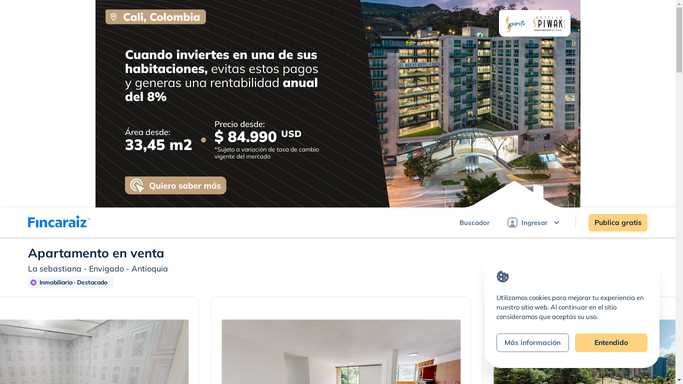 Cali, Colombia
Cuando inviertes en una de sus
habitaciones, evitas estos pagos
y generas una rentabilidad anual
del 8%
Área desde:
33,45 m2
Precio desde:
$ 84.990 USD
*Sujeto a variación de tasa de cambio
vigente del mercado
Quiero saber más
SPIWAK
Fincaraíz
Buscador
Ingresar
Publica gratis
Apartamento en venta
La sebastiana - Envigado - Antioquia
Inmobiliaria - Destacado
Utilizamos cookies para mejorar tu experiencia en
nuestro sitio web. Al continuar en el sitio
consideramos que aceptas su uso.
Más información
Entendido